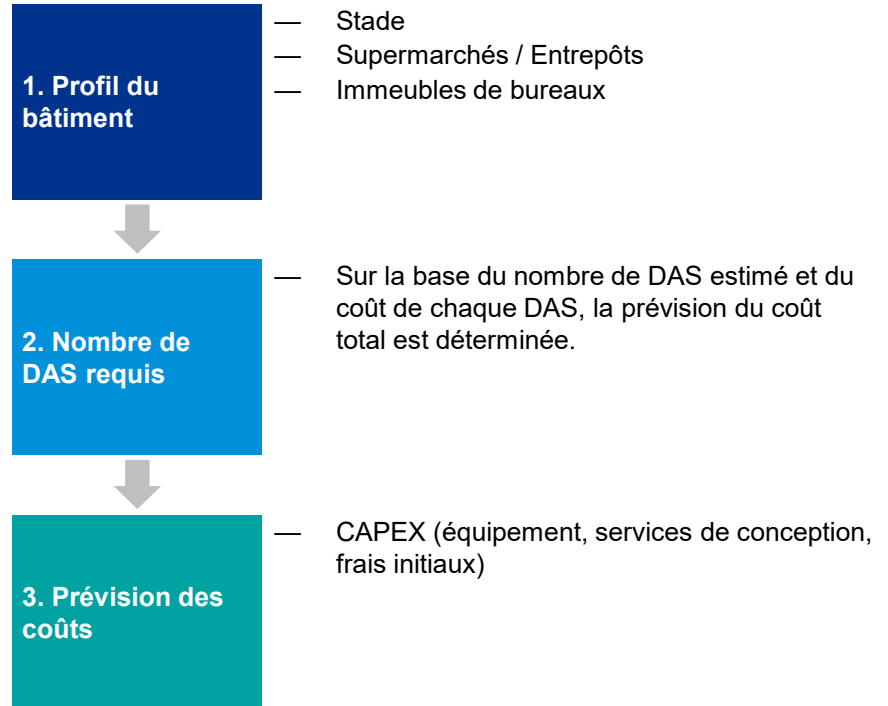 1. Profil du
bâtiment
— Stade
— Supermarchés / Entrepôts
— Immeubles de bureaux
2. Nombre de
DAS requis
— Sur la base du nombre de DAS estimé et du
coût de chaque DAS, la prévision du coût
total est déterminée.
3. Prévision des
coûts
— CAPEX (équipement, services de conception,
frais initiaux)